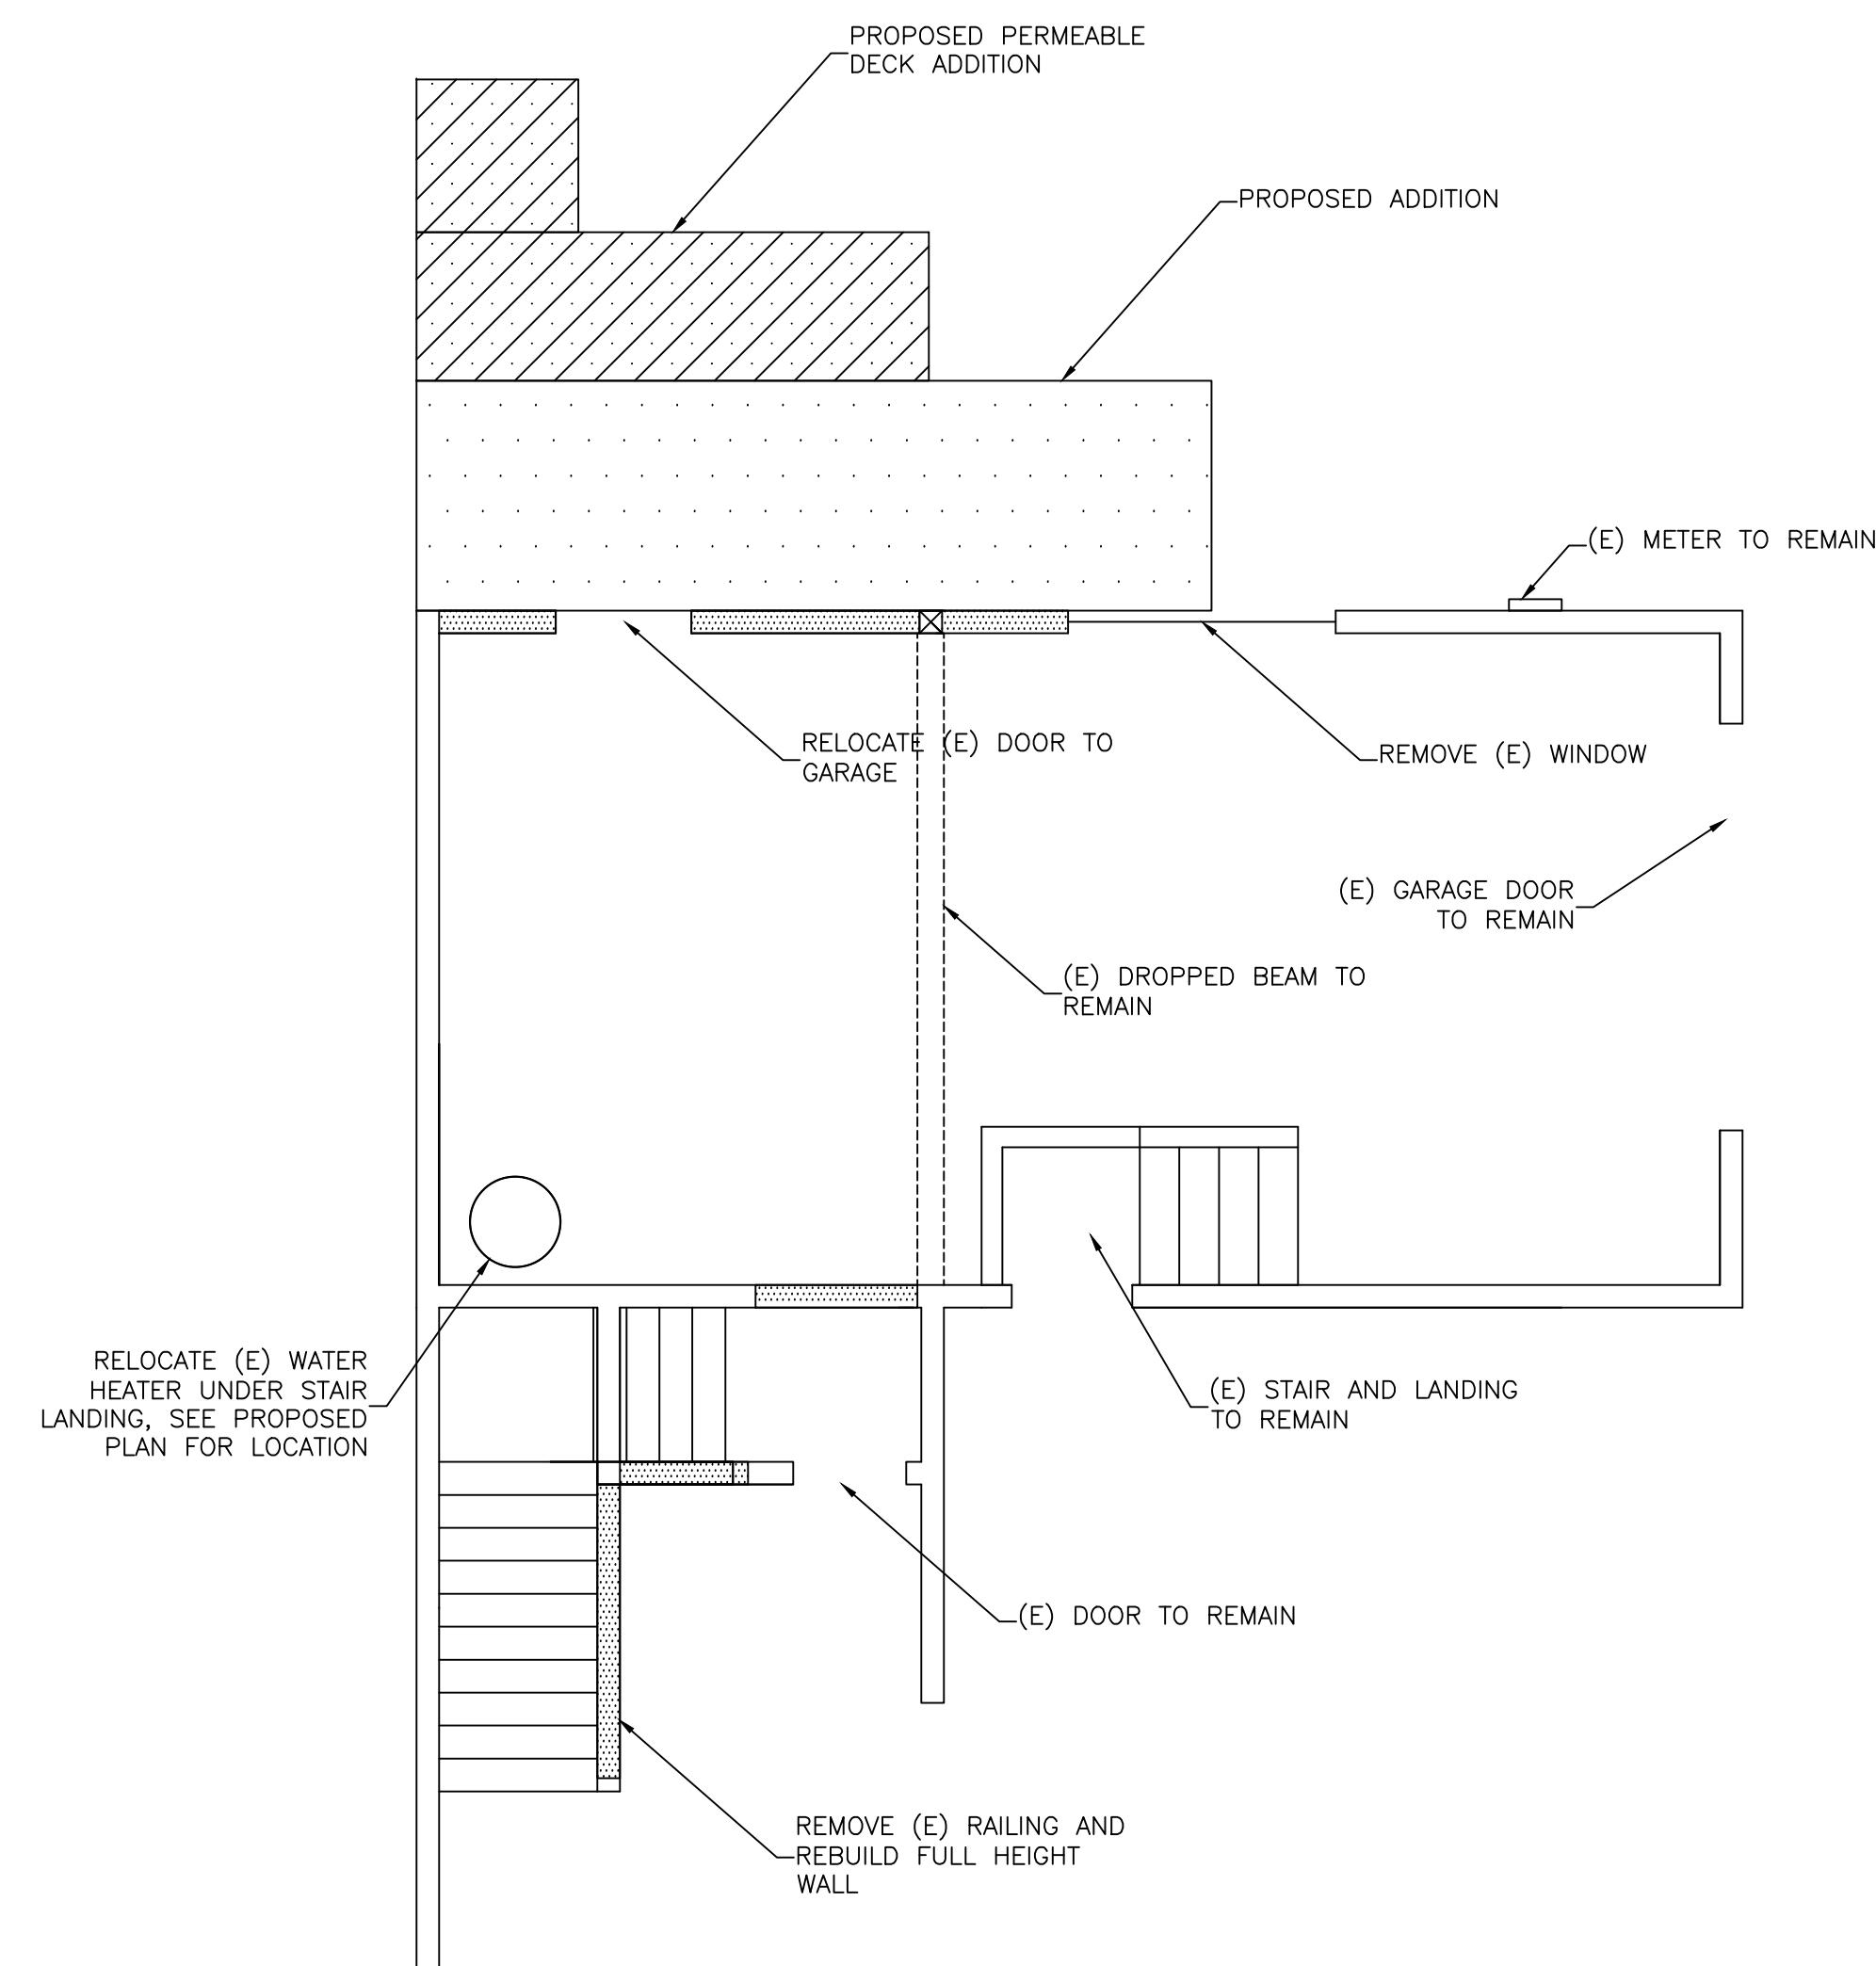 PROPOSED PERMEABLE
DECK ADDITION
PROPOSED ADDITION
(E) METER TO REMAIN
RELOCATE (E) DOOR TO
GARAGE
REMOVE (E) WINDOW
(E) GARAGE DOOR
TO REMAIN
(E) DROPPED BEAM TO
REMAIN
RELOCATE (E) WATER
HEATER UNDER STAIR
LANDING, SEE PROPOSED
PLAN FOR LOCATION
(E) STAIR AND LANDING
TO REMAIN
(E) DOOR TO REMAIN
REMOVE (E) RAILING AND
REBUILD FULL HEIGHT
WALL